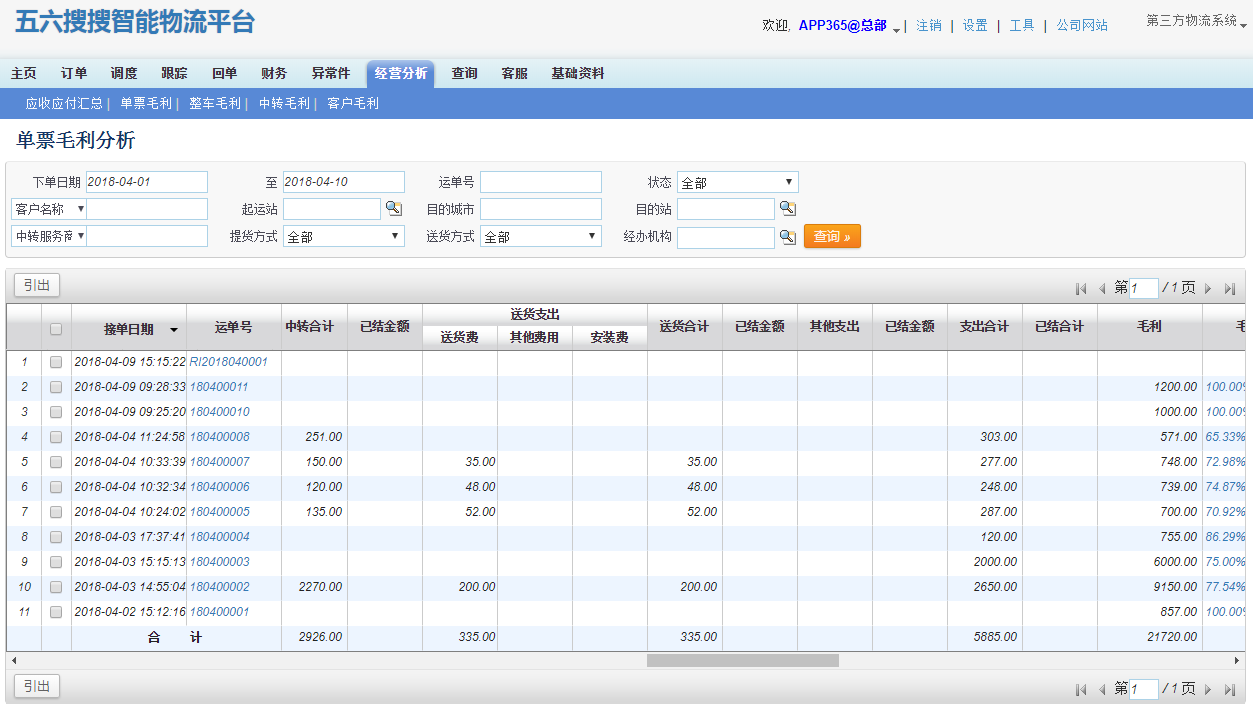 五六搜搜智能物流平台
欢迎, APP365@总部 | 注销 | 设置 | 工具 | 公司网站 第三方物流系统
主页 订单 调度 跟踪 回单 财务 异常件 经营分析 查询 客服 基础资料
应收应付汇总 | 单票毛利 | 整车毛利 | 中转毛利 | 客户毛利
单票毛利分析
下单日期 2018-04-01 至 2018-04-10 运单号 状态 全部
客户名称 起运站 目的城市 目的站
中转服务商 提货方式 全部 送货方式 全部 经办机构 查询 »
引出 第 1 / 1 页
送货支出
接单日期 运单号 中转合计 已结金额 送货费 其他费用 安装费 送货合计 已结金额 其他支出 已结金额 支出合计 已结合计 毛利 毛
1 2018-04-09 15:15:22 RI2018040001
2 2018-04-09 09:28:33 180400011 1200.00 100.00%
3 2018-04-09 09:25:20 180400010 1000.00 100.00%
4 2018-04-04 11:24:58 180400008 251.00 303.00 571.00 65.33%
5 2018-04-04 10:33:39 180400007 150.00 35.00 35.00 277.00 748.00 72.98%
6 2018-04-04 10:32:34 180400006 120.00 48.00 48.00 248.00 739.00 74.87%
7 2018-04-04 10:24:02 180400005 135.00 52.00 52.00 287.00 700.00 70.92%
8 2018-04-03 17:37:41 180400004 120.00 755.00 86.29%
9 2018-04-03 15:15:13 180400003 2000.00 6000.00 75.00%
10 2018-04-03 14:55:04 180400002 2270.00 200.00 200.00 2650.00 9150.00 77.54%
11 2018-04-02 15:12:16 180400001 857.00 100.00%
合 计 2926.00 335.00 335.00 5885.00 21720.00
引出 第 1 / 1 页